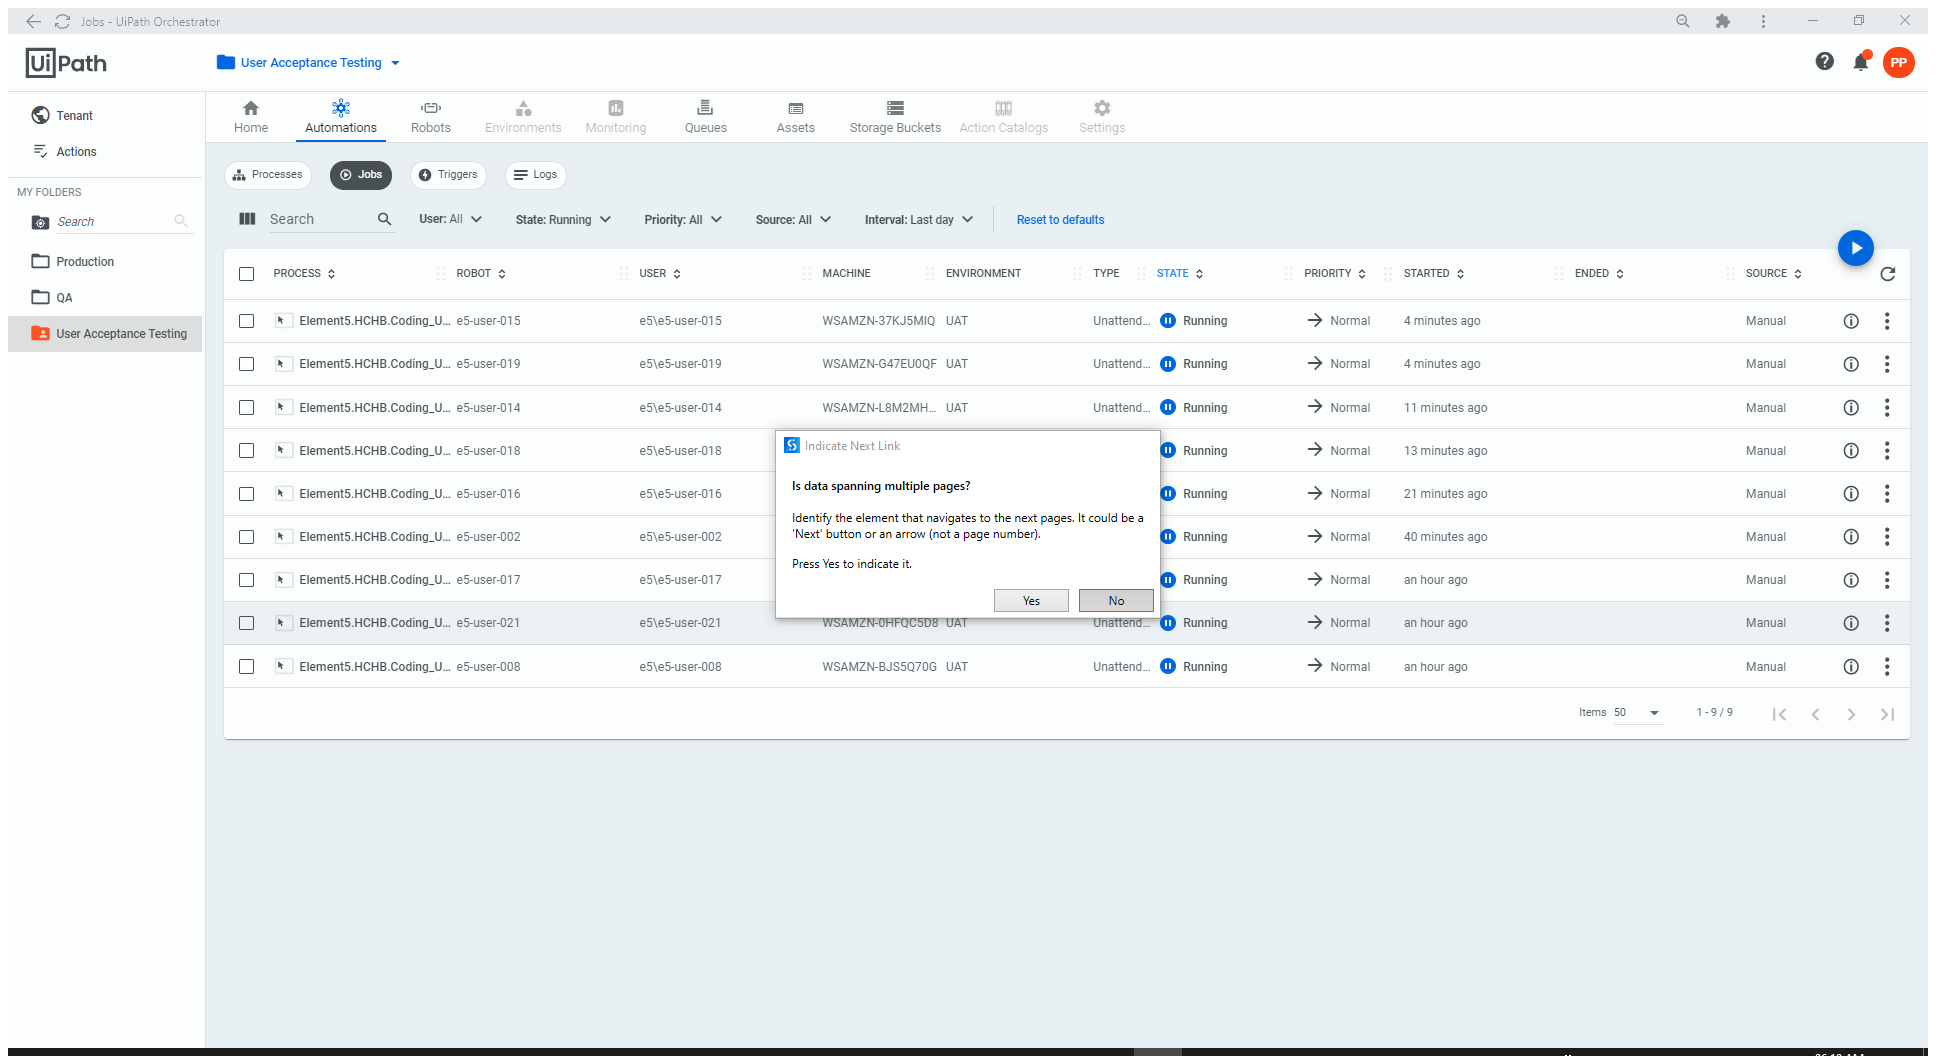 Jobs - UiPath Orchestrator
UiPath
User Acceptance Testing
PP
Tenant
Actions
MY FOLDERS
Search
Production
QA
User Acceptance Testing
Home Automations Robots Environments Monitoring Queues Assets Storage Buckets Action Catalogs Settings
Processes Jobs Triggers Logs
Search User: All State: Running Priority: All Source: All Interval: Last day Reset to defaults
PROCESS ROBOT USER MACHINE ENVIRONMENT TYPE STATE PRIORITY STARTED ENDED SOURCE
Element5.HCHB.Coding_U... e5-user-015 e5\e5-user-015 WSAMZN-37KJ5MIQ UAT Unattend... Running Normal 4 minutes ago Manual
Element5.HCHB.Coding_U... e5-user-019 e5\e5-user-019 WSAMZN-G47EU0QF UAT Unattend... Running Normal 4 minutes ago Manual
Element5.HCHB.Coding_U... e5-user-014 e5\e5-user-014 WSAMZN-L8M2MH... UAT Unattend... Running Normal 11 minutes ago Manual
Element5.HCHB.Coding_U... e5-user-018 e5\e5-user-018 Running Normal 13 minutes ago Manual
Element5.HCHB.Coding_U... e5-user-016 e5\e5-user-016 Running Normal 21 minutes ago Manual
Element5.HCHB.Coding_U... e5-user-002 e5\e5-user-002 Running Normal 40 minutes ago Manual
Element5.HCHB.Coding_U... e5-user-017 e5\e5-user-017 Running Normal an hour ago Manual
Element5.HCHB.Coding_U... e5-user-021 e5\e5-user-021 WSAMZN-0HFQC5D8 UAT Unattend... Running Normal an hour ago Manual
Element5.HCHB.Coding_U... e5-user-008 e5\e5-user-008 WSAMZN-BJS5Q70G UAT Unattend... Running Normal an hour ago Manual
Items 50 1 - 9 / 9
Indicate Next Link
Is data spanning multiple pages?
Identify the element that navigates to the next pages. It could be a
'Next' button or an arrow (not a page number).
Press Yes to indicate it.
Yes No